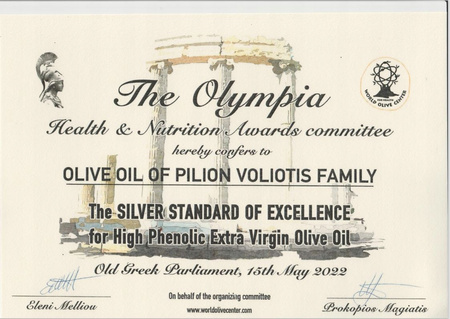 The Olympia
WORLD OLIVE CENTER
Health & Nutrition Awards committee
hereby confers to
OLIVE OIL OF PILION VOLIOTIS FAMILY
The SILVER STANDARD OF EXCELLENCE
for High Phenolic Extra Virgin Olive Oil
Old Greek Parliament, 15th May 2022
On behalf of the organizing committee
Eleni Melliou
www.worldolivecenter.com
Prokopios Magiatis